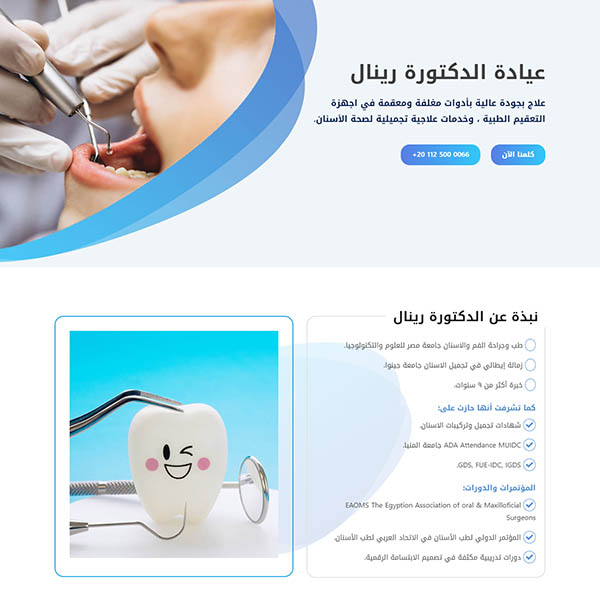 عيادة الدكتورة رينال
علاج بجودة عالية بأدوات مغلفة ومعقمة في اجهزة
التعقيم الطبية ، وخدمات علاجية تجميلية لصحة الأسنان.
كلمنا الآن
+20 112 500 0066
نبذة عن الدكتورة رينال
طب وجراحة الفم والاسنان جامعة مصر للعلوم والتكنولوجيا.
زمالة إيطالي في تجميل الاسنان جامعة جينوا.
خبرة أكثر من ٩ سنوات.
كما تشرفت أنها حازت على:
شهادات تجميل وتركيبات الاسنان.
ADA Attendance MUIDC جامعة المنيا.
GDS, FUE-IDC, IGDS.
المؤتمرات والدورات:
EAOMS The Egyption Association of oral & Maxilloficial
Surgeons
المؤتمر الدولي لطب الأسنان في الاتحاد العربي لطب الأسنان.
دورات تدريبية مكثفة في تصميم الابتسامة الرقمية.